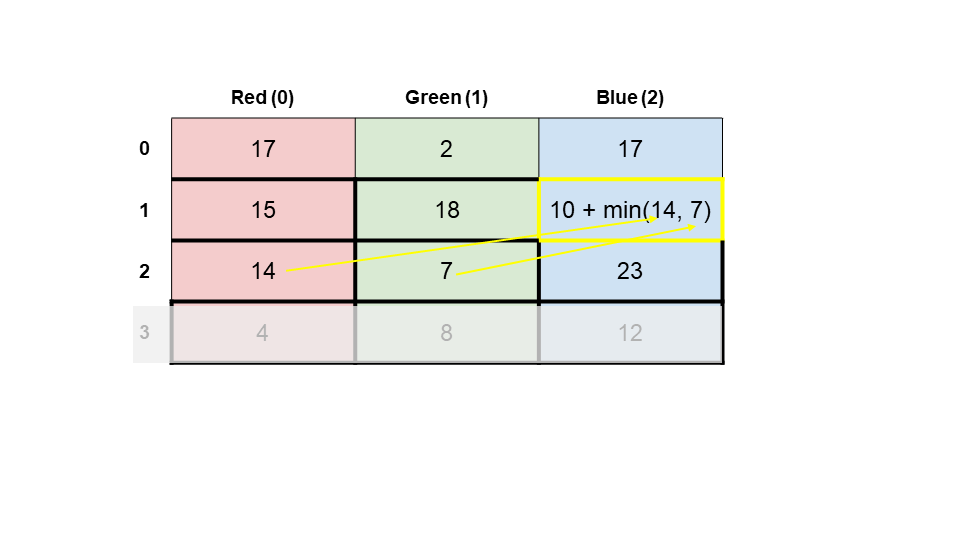 Red (0) Green (1) Blue (2)
0 17 2 17
1 15 18 10 + min(14, 7)
2 14 7 23
3 4 8 12